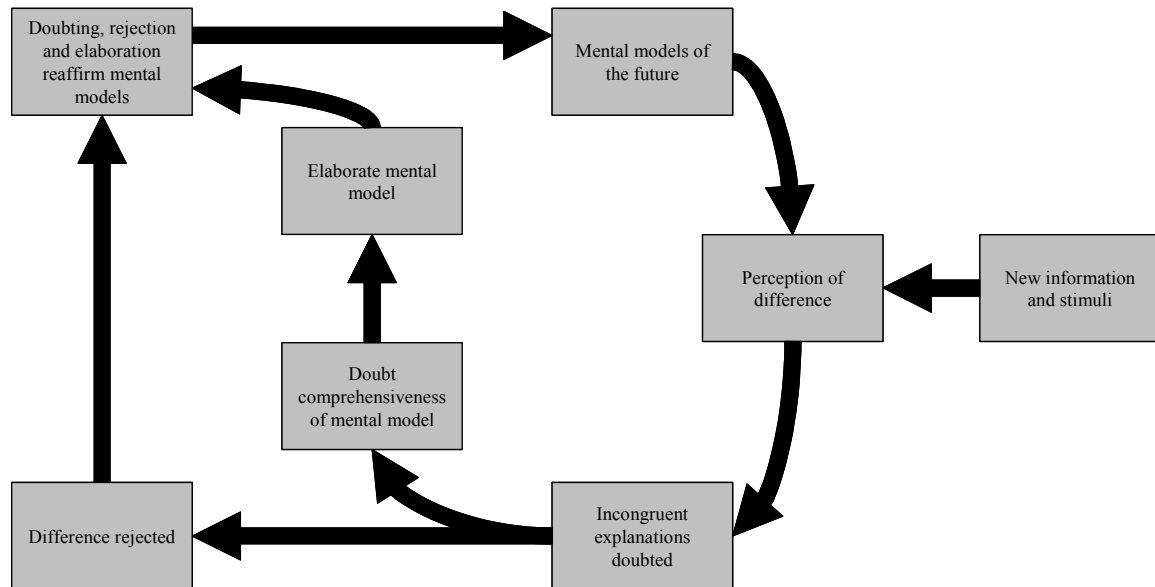 Doubting, rejection
and elaboration
reaffirm mental
models
Mental models of
the future
Elaborate mental
model
Perception of
difference
New information
and stimuli
Doubt
comprehensiveness
of mental model
Difference rejected
Incongruent
explanations
doubted